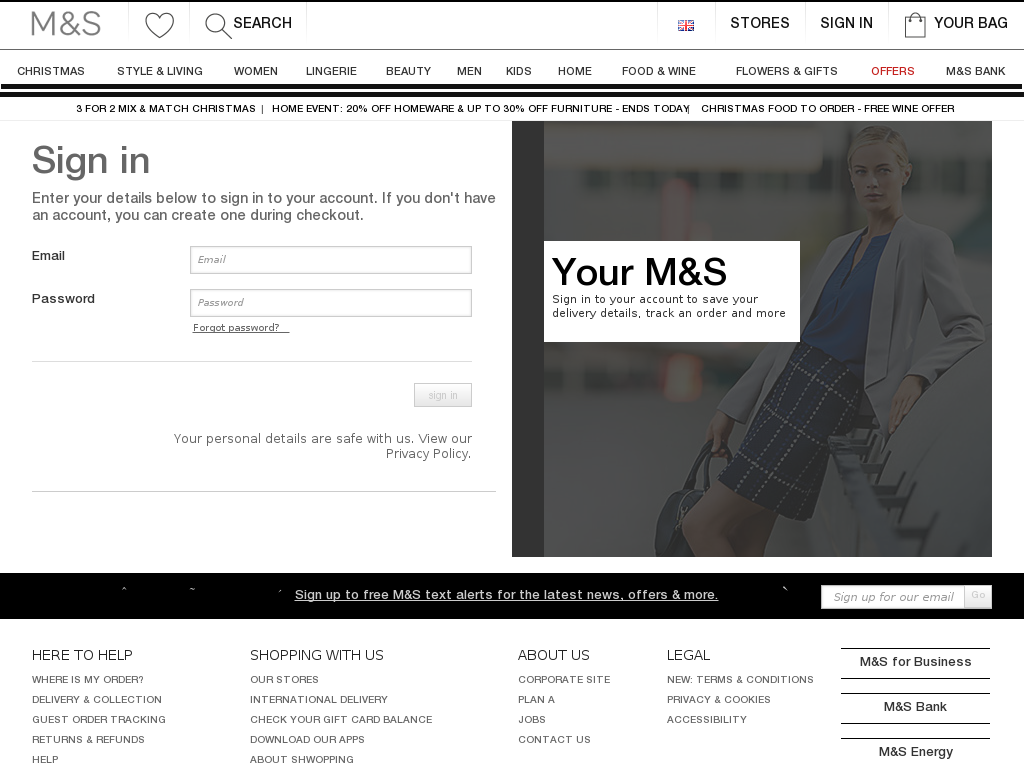 M&S
SEARCH
STORES
SIGN IN
YOUR BAG
CHRISTMAS
STYLE & LIVING
WOMEN
LINGERIE
BEAUTY
MEN
KIDS
HOME
FOOD & WINE
FLOWERS & GIFTS
OFFERS
M&S BANK
3 FOR 2 MIX & MATCH CHRISTMAS | HOME EVENT: 20% OFF HOMEWARE & UP TO 30% OFF FURNITURE - ENDS TODAY | CHRISTMAS FOOD TO ORDER - FREE WINE OFFER
Sign in
Enter your details below to sign in to your account. If you don't have
an account, you can create one during checkout.
Email
Email
Password
Password
Forgot password?
sign in
Your personal details are safe with us. View our
Privacy Policy.
Your M&S
Sign in to your account to save your
delivery details, track an order and more
Sign up to free M&S text alerts for the latest news, offers & more.
Sign up for our email
Go
HERE TO HELP
WHERE IS MY ORDER?
DELIVERY & COLLECTION
GUEST ORDER TRACKING
RETURNS & REFUNDS
HELP
SHOPPING WITH US
OUR STORES
INTERNATIONAL DELIVERY
CHECK YOUR GIFT CARD BALANCE
DOWNLOAD OUR APPS
ABOUT SHWOPPING
ABOUT US
CORPORATE SITE
PLAN A
JOBS
CONTACT US
LEGAL
NEW: TERMS & CONDITIONS
PRIVACY & COOKIES
ACCESSIBILITY
M&S for Business
M&S Bank
M&S Energy